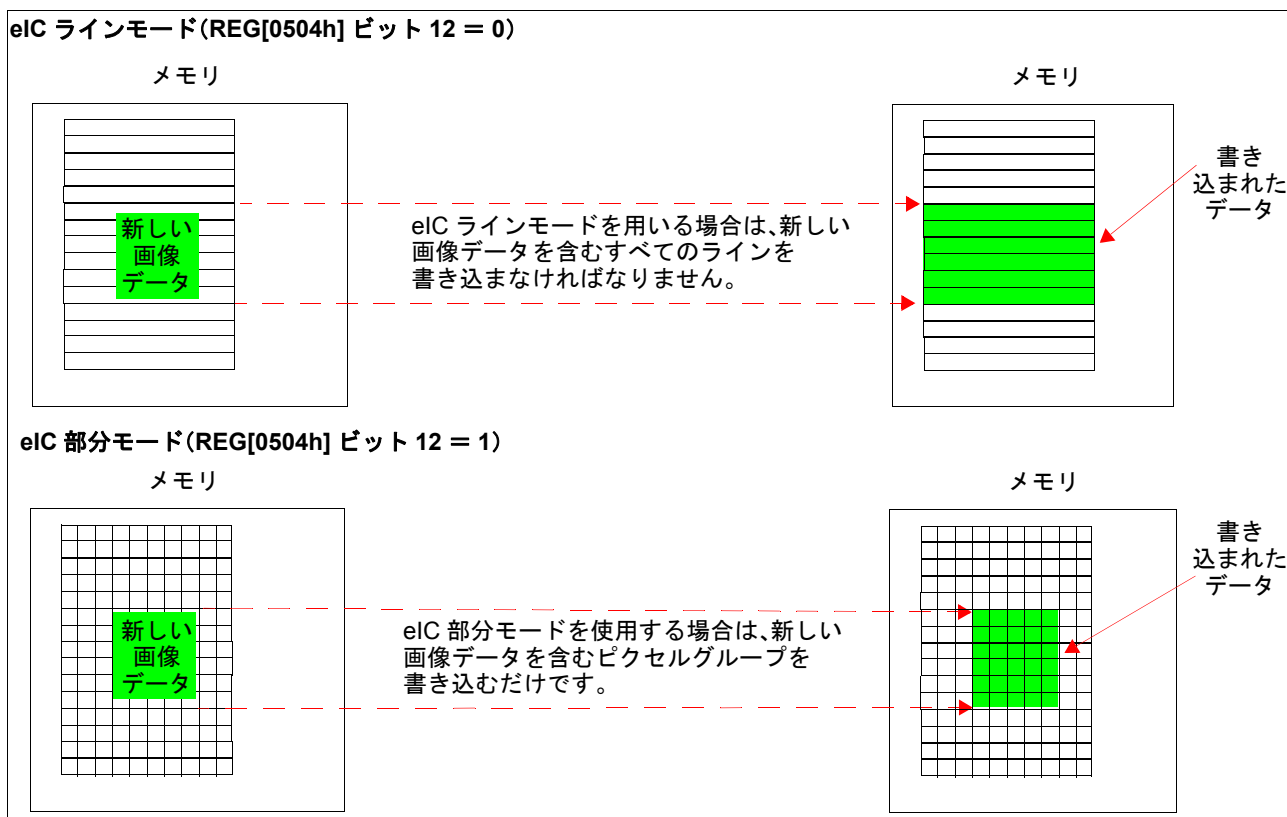 eIC ラインモード(REG[0504h] ビット 12 = 0)
メモリ
メモリ
新しい
画像
データ
eIC ラインモードを用いる場合は、新しい
画像データを含むすべてのラインを
書き込まなければなりません。
書き
込まれた
データ
eIC 部分モード(REG[0504h] ビット 12 = 1)
メモリ
メモリ
新しい
画像
データ
eIC 部分モードを使用する場合は、新しい
画像データを含むピクセルグループを
書き込むだけです。
書き
込まれた
データ